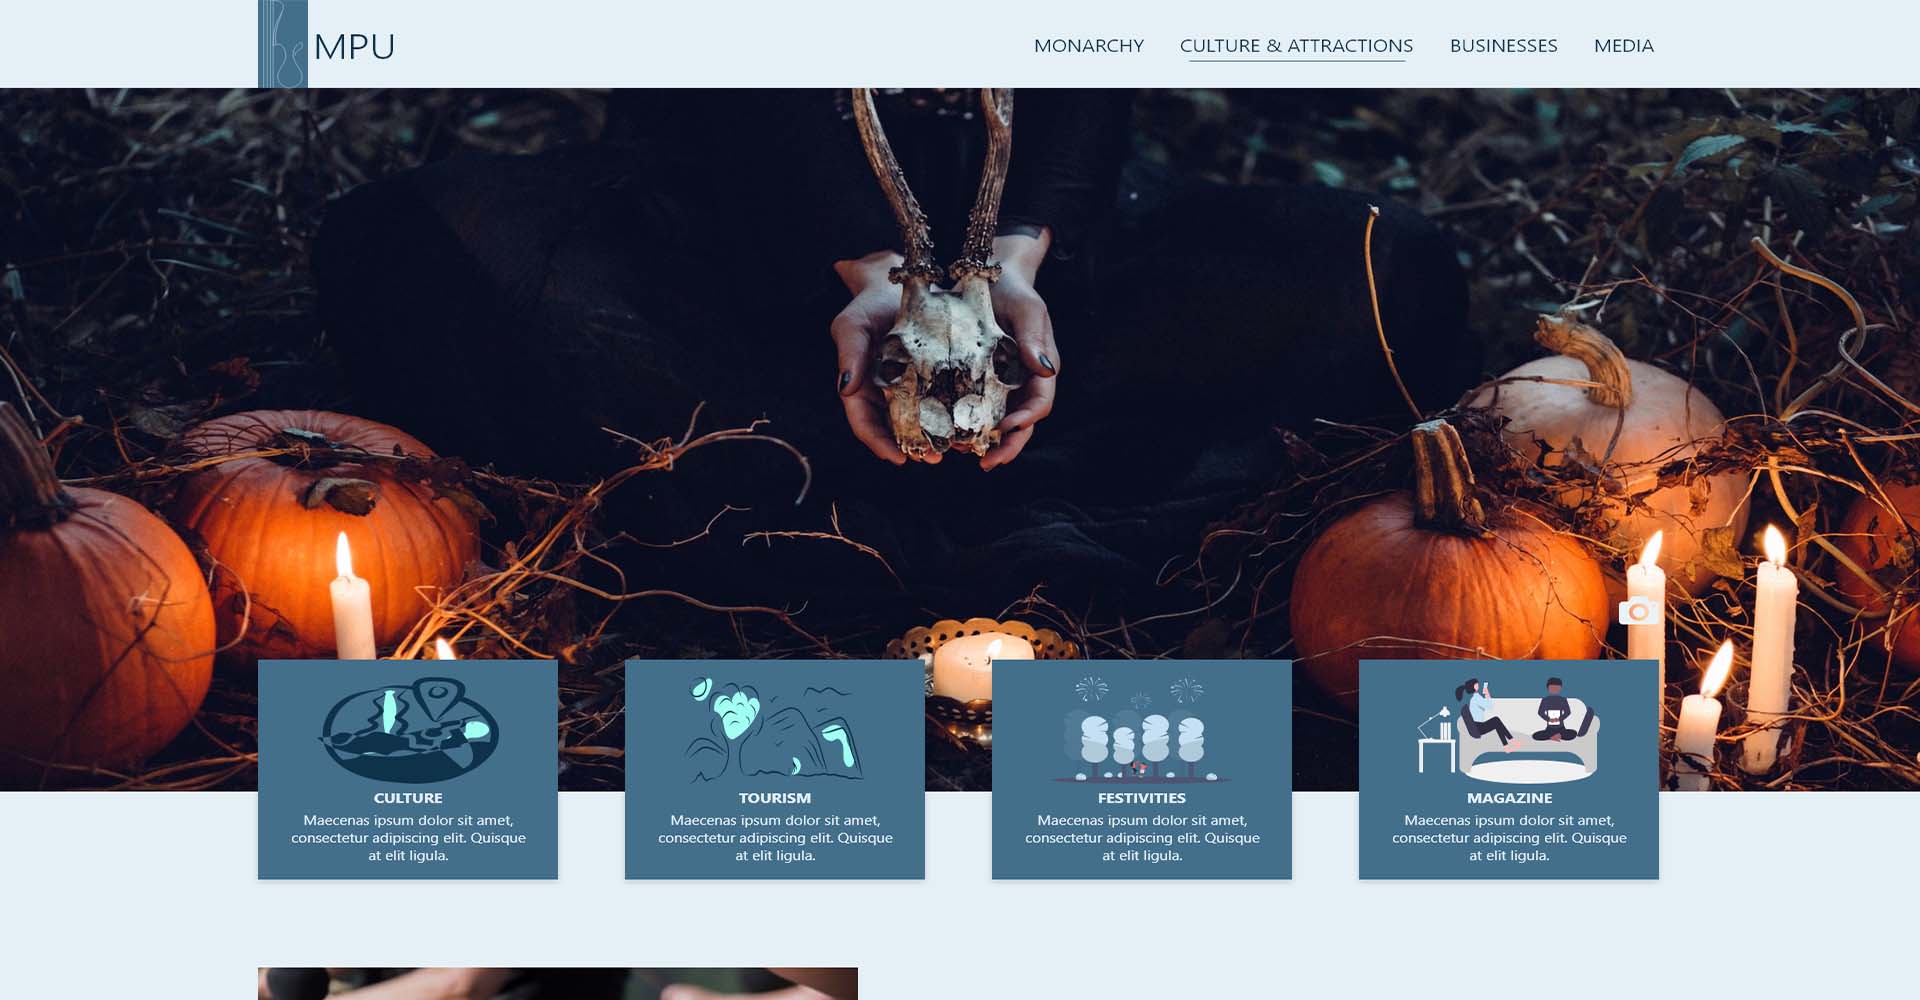 MPU
MONARCHY
CULTURE & ATTRACTIONS
BUSINESSES
MEDIA
CULTURE
Maecenas ipsum dolor sit amet,
consectetur adipiscing elit. Quisque
at elit ligula.
TOURISM
Maecenas ipsum dolor sit amet,
consectetur adipiscing elit. Quisque
at elit ligula.
FESTIVITIES
Maecenas ipsum dolor sit amet,
consectetur adipiscing elit. Quisque
at elit ligula.
MAGAZINE
Maecenas ipsum dolor sit amet,
consectetur adipiscing elit. Quisque
at elit ligula.